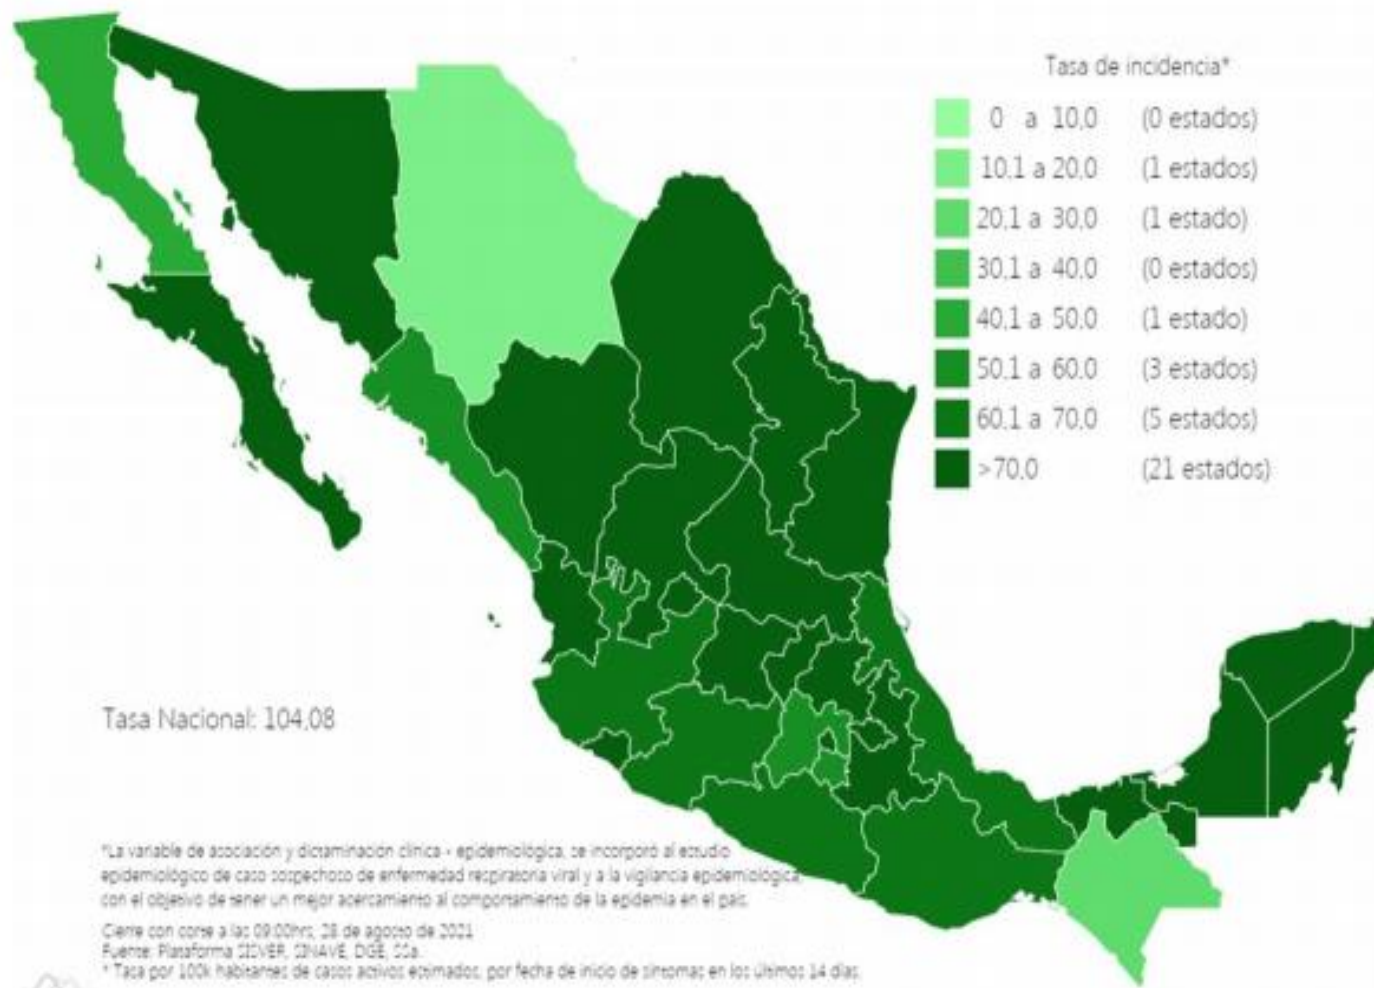 Tasa de incidencia*
0 a 10,0 (0 estados)
10,1 a 20,0 (1 estados)
20,1 a 30,0 (1 estado)
30,1 a 40,0 (0 estados)
40,1 a 50,0 (1 estado)
50,1 a 60,0 (3 estados)
60,1 a 70,0 (5 estados)
>70,0 (21 estados)
Tasa Nacional: 104,08
*La variable de asociación y dictaminación clínica - epidemiológica, se incorporó al estudio
epidemiológico de caso sospechoso de enfermedad respiratoria viral y a la vigilancia epidemiológica,
con el objetivo de tener un mejor acercamiento al comportamiento de la epidemia en el país.
Cierre con corte a las 09:00hrs, 28 de agosto de 2021
Fuente: Plataforma SISVER, SINAVE, DGE, SSa.
* Tasa por 100k habitantes de casos activos estimados, por fecha de inicio de síntomas en los últimos 14 días.